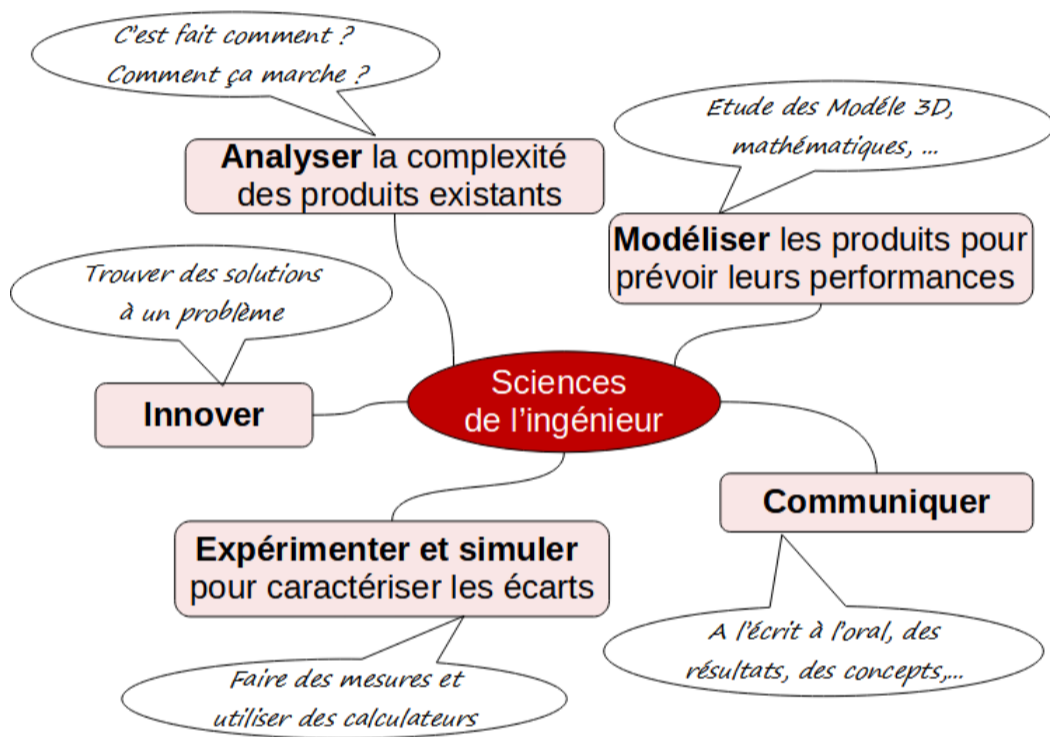 C'est fait comment ?
Comment ça marche ?
Analyser la complexité
des produits existants
Etude des Modéle 3D,
mathématiques, ...
Modéliser les produits pour
prévoir leurs performances
Trouver des solutions
à un problème
Innover
Sciences
de l'ingénieur
Communiquer
A l'écrit à l'oral, des
résultats, des concepts,...
Expérimenter et simuler
pour caractériser les écarts
Faire des mesures et
utiliser des calculateurs